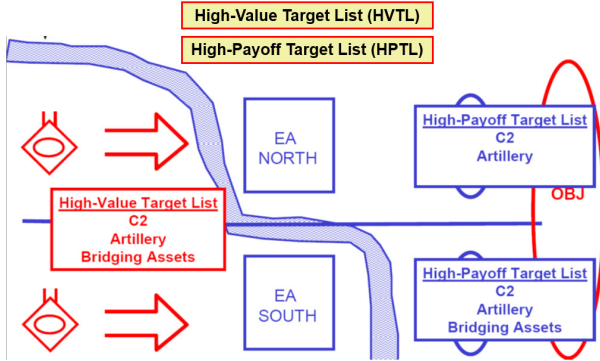 High-Value Target List (HVTL)
High-Payoff Target List (HPTL)
EA
NORTH
High-Payoff Target List
C2
Artillery
OBJ
High-Value Target List
C2
Artillery
Bridging Assets
EA
SOUTH
High-Payoff Target List
C2
Artillery
Bridging Assets